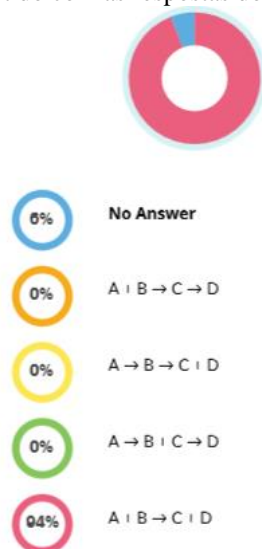 6%
No Answer
0%
A ı B → C → D
0%
A → B → C ı D
0%
A → B ı C → D
94%
A ı B → C ı D